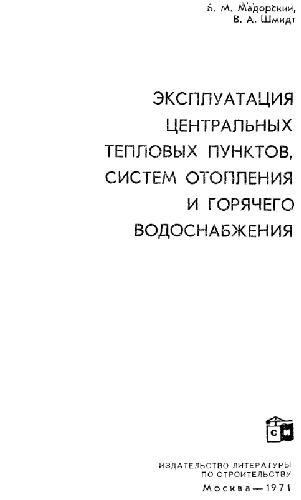 Б. М. Мадорский,
В. А. Шмидт
ЭКСПЛУАТАЦИЯ
ЦЕНТРАЛЬНЫХ
ТЕПЛОВЫХ ПУНКТОВ,
СИСТЕМ ОТОПЛЕНИЯ
И ГОРЯЧЕГО
ВОДОСНАБЖЕНИЯ
С
ИЗДАТЕЛЬСТВО ЛИТЕРАТУРЫ
ПО СТРОИТЕЛЬСТВУ
Москва—1971